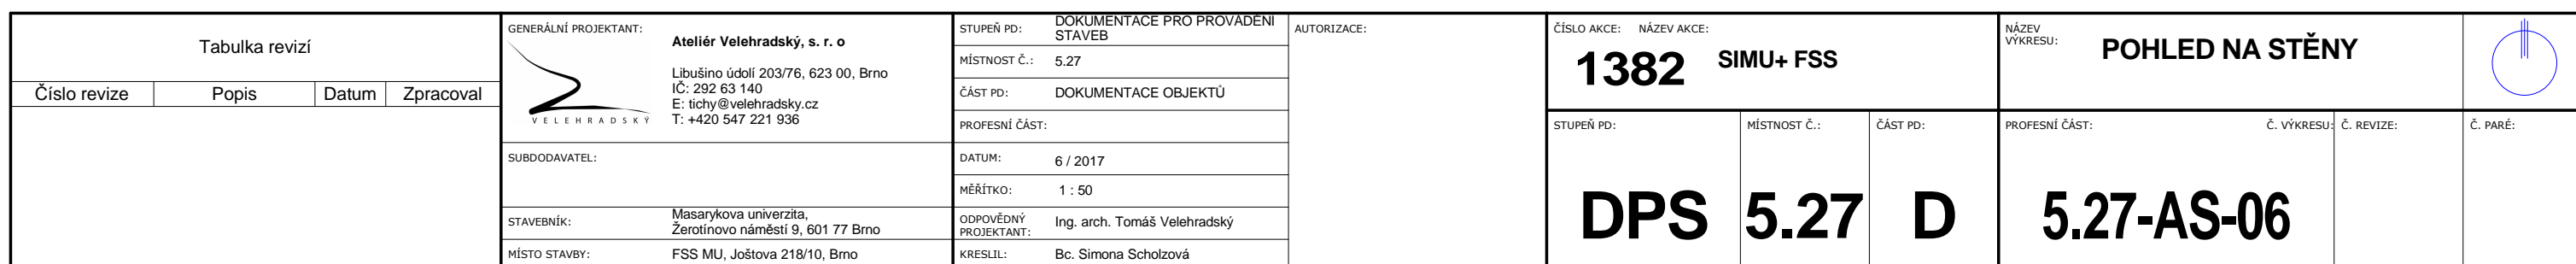 Tabulka revizí
Číslo revize Popis Datum Zpracoval
GENERÁLNÍ PROJEKTANT:
VELEHRADSKÝ
Ateliér Velehradský, s. r. o
Libušino údolí 203/76, 623 00, Brno
IČ: 292 63 140
E: tichy@velehradsky.cz
T: +420 547 221 936
SUBDODAVATEL:
STAVEBNÍK:
Masarykova univerzita,
Žerotínovo náměstí 9, 601 77 Brno
MÍSTO STAVBY: FSS MU, Joštova 218/10, Brno
STUPEŇ PD:
DOKUMENTACE PRO PROVÁDĚNÍ
STAVEB
MÍSTNOST Č.: 5.27
ČÁST PD: DOKUMENTACE OBJEKTŮ
PROFESNÍ ČÁST:
DATUM: 6 / 2017
MĚŘÍTKO: 1 : 50
ODPOVĚDNÝ
PROJEKTANT:
Ing. arch. Tomáš Velehradský
KRESLIL: Bc. Simona Scholzová
AUTORIZACE:
ČÍSLO AKCE: NÁZEV AKCE:
1382 SIMU+ FSS
NÁZEV
VÝKRESU:
POHLED NA STĚNY
STUPEŇ PD: MÍSTNOST Č.: ČÁST PD: PROFESNÍ ČÁST: Č. VÝKRESU: Č. REVIZE: Č. PARÉ:
DPS 5.27 D 5.27-AS-06